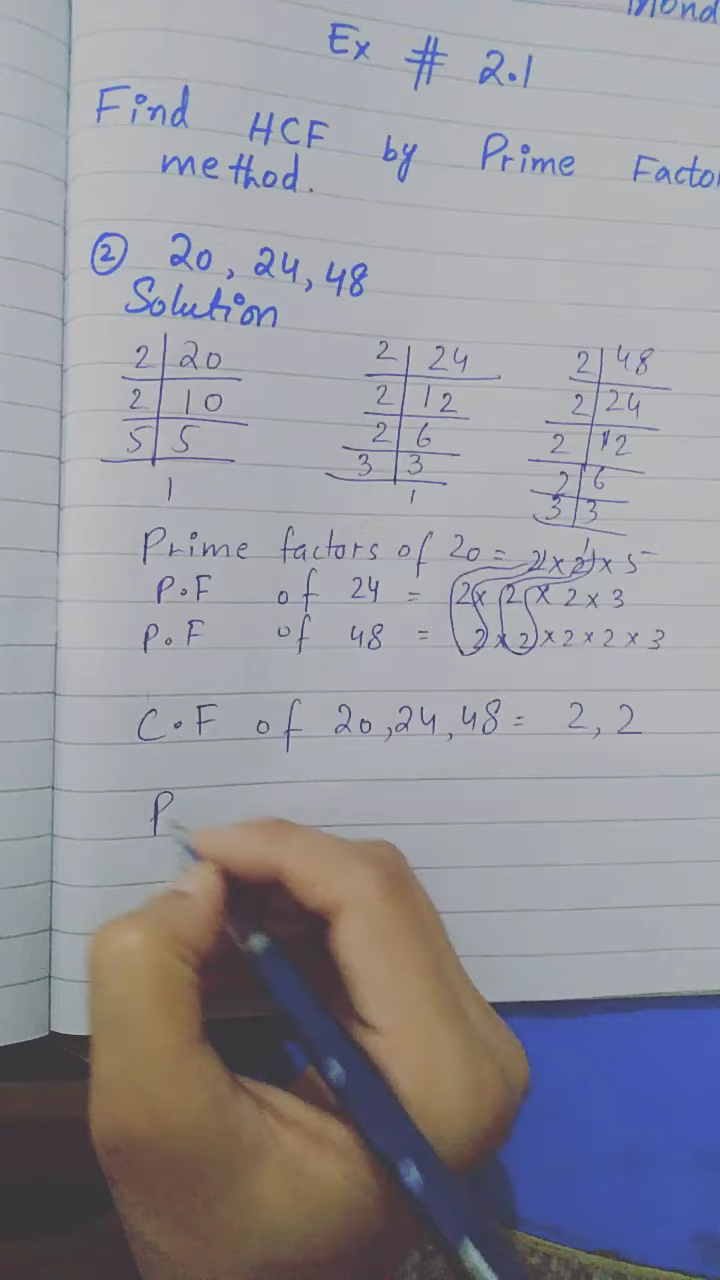 Ex # 2.1
Find HCF by Prime
method.
② 20, 24, 48
Solution
2 | 20
2 | 10
5 | 5
1
2 | 24
2 | 12
2 | 6
3 | 3
1
2 | 48
2 | 24
2 | 12
2 | 6
3 | 3
1
Prime factors of 20 = 2 x 2 x 5
P.F of 24 = 2 x 2 x 2 x 3
P.F of 48 = 2 x 2 x 2 x 2 x 3
C.F of 20, 24, 48 = 2, 2
P